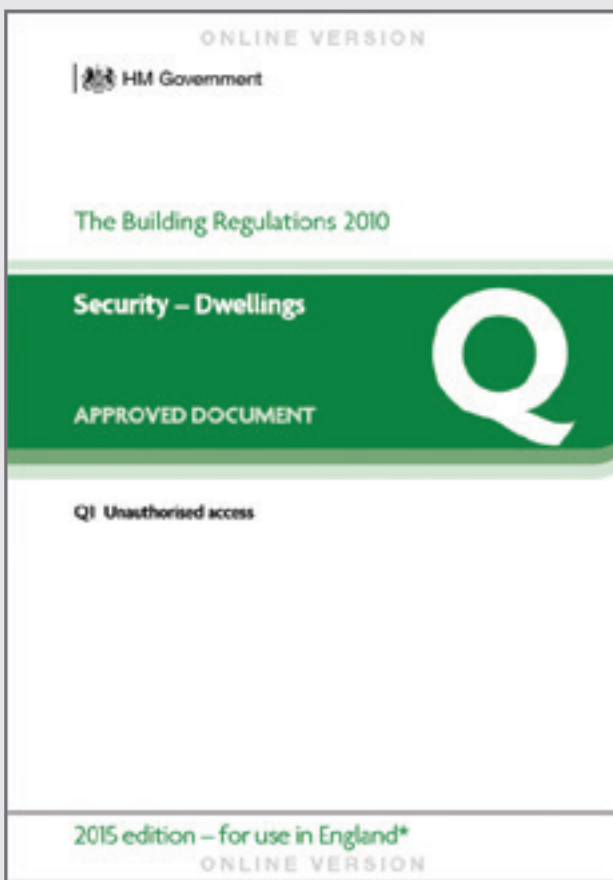 ONLINE VERSION
HM Government
The Building Regulations 2010
Security – Dwellings
Q
APPROVED DOCUMENT
Q1 Unauthorised access
2015 edition – for use in England*
ONLINE VERSION